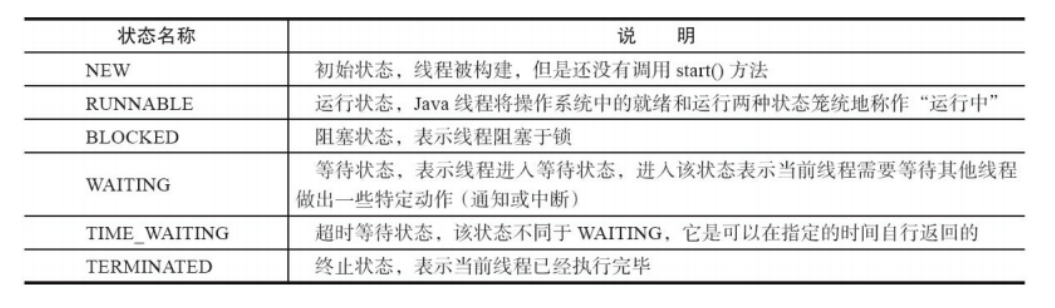 状态名称 说 明
NEW 初始状态，线程被构建，但是还没有调用 start() 方法
RUNNABLE 运行状态，Java 线程将操作系统中的就绪和运行两种状态笼统地称作“运行中”
BLOCKED 阻塞状态，表示线程阻塞于锁
WAITING 等待状态，表示线程进入等待状态，进入该状态表示当前线程需要等待其他线程
做出一些特定动作（通知或中断）
TIME_WAITING 超时等待状态，该状态不同于 WAITING，它是可以在指定的时间自行返回的
TERMINATED 终止状态，表示当前线程已经执行完毕